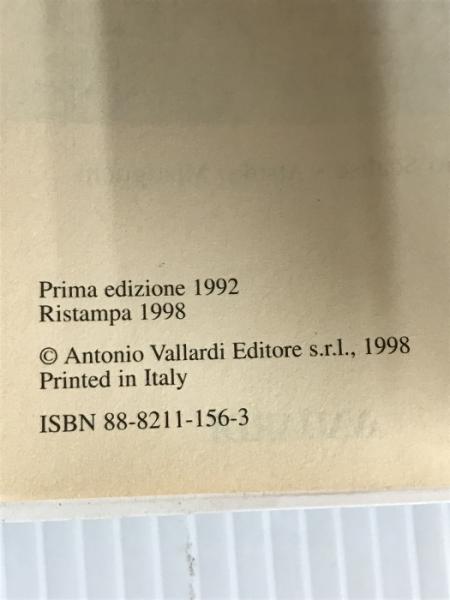 Prima edizione 1992
Ristampa 1998
© Antonio Vallardi Editore s.r.l., 1998
Printed in Italy
ISBN 88-8211-156-3